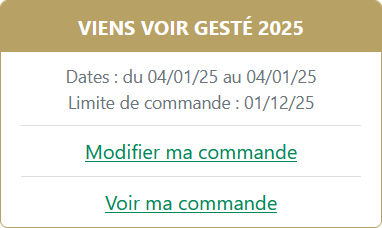 VIENS VOIR GESTÉ 2025
Dates : du 04/01/25 au 04/01/25
Limite de commande : 01/12/25
Modifier ma commande
Voir ma commande